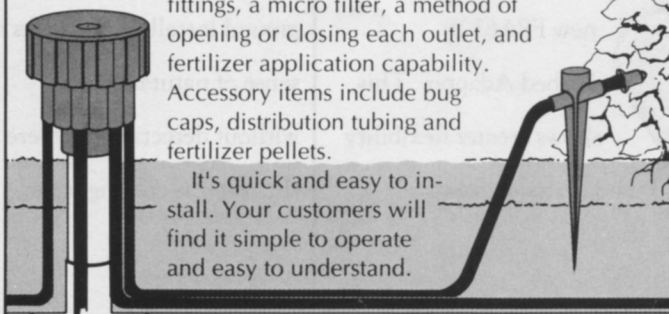 fittings, a micro filter, a method of
opening or closing each outlet, and
fertilizer application capability.
Accessory items include bug
caps, distribution tubing and
fertilizer pellets.
It's quick and easy to in-
stall. Your customers will
find it simple to operate
and easy to understand.